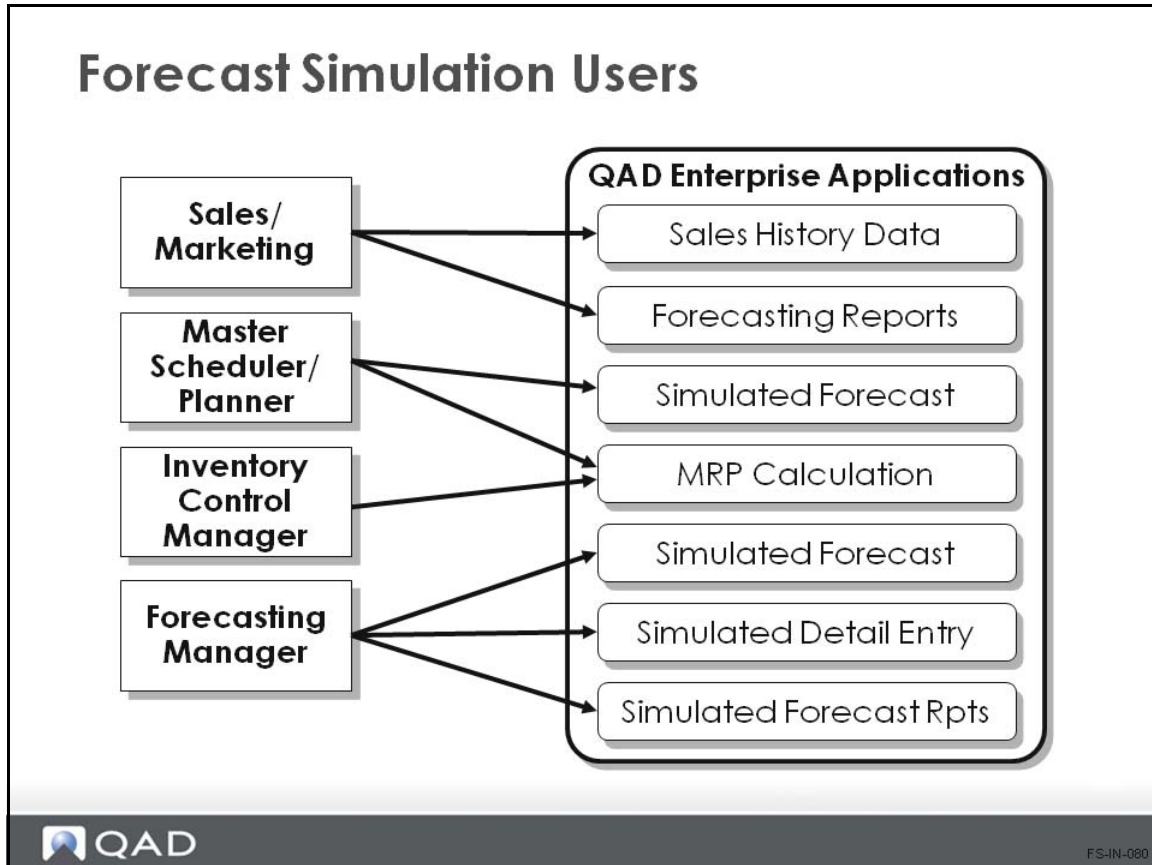 Forecast Simulation Users
Sales/
Marketing
Master
Scheduler/
Planner
Inventory
Control
Manager
Forecasting
Manager
QAD Enterprise Applications
Sales History Data
Forecasting Reports
Simulated Forecast
MRP Calculation
Simulated Forecast
Simulated Detail Entry
Simulated Forecast Rpts
QAD
FS-IN-080